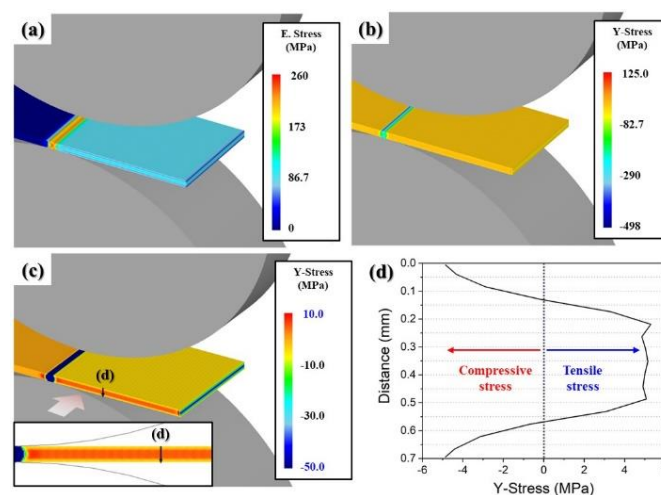 (a)
E. Stress
(MPa)
260
173
86.7
0
(b)
Y-Stress
(MPa)
125.0
-82.7
-290
-498
(c)
Y-Stress
(MPa)
10.0
-10.0
-30.0
-50.0
(d)
(d)
(d)
Distance (mm)
0.0
0.1
0.2
0.3
0.4
0.5
0.6
0.7
Compressive
stress
Tensile
stress
-6 -4 -2 0 2 4 6
Y-Stress (MPa)